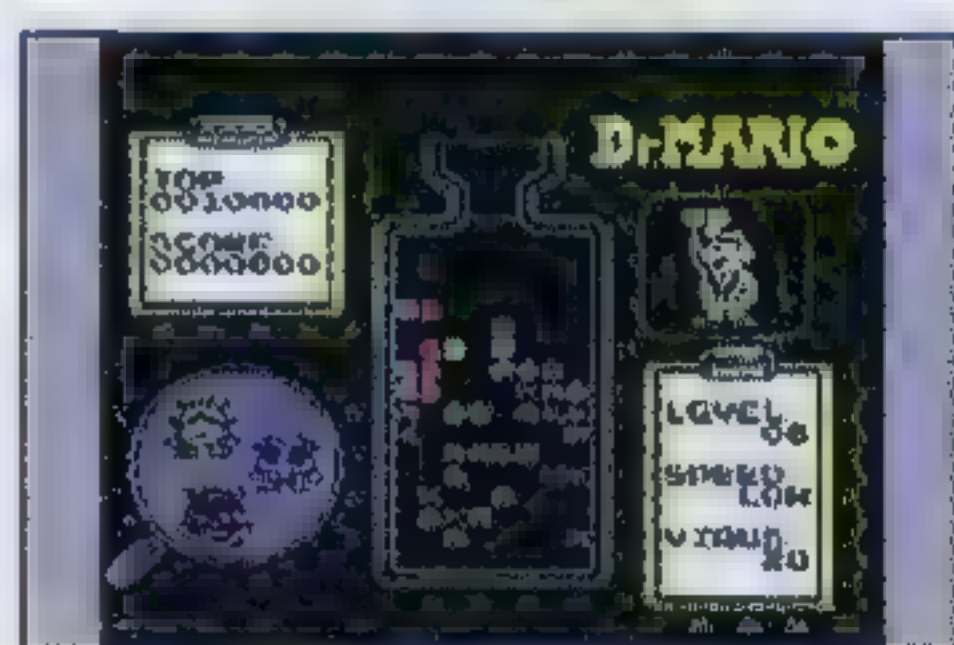 Dr.MARIO
TOP
0010000
SCORE
0000000
LEVEL
SPEED
LOW
VIRUS